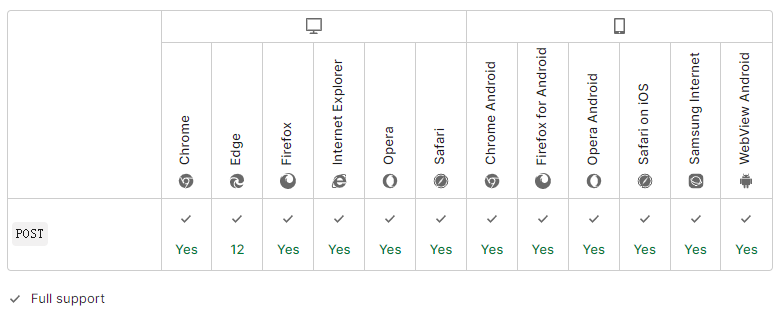 Chrome
Edge
Firefox
Internet Explorer
Opera
Safari
Chrome Android
Firefox for Android
Opera Android
Safari on iOS
Samsung Internet
WebView Android
POST
Yes 12 Yes Yes Yes Yes Yes Yes Yes Yes Yes Yes
Full support